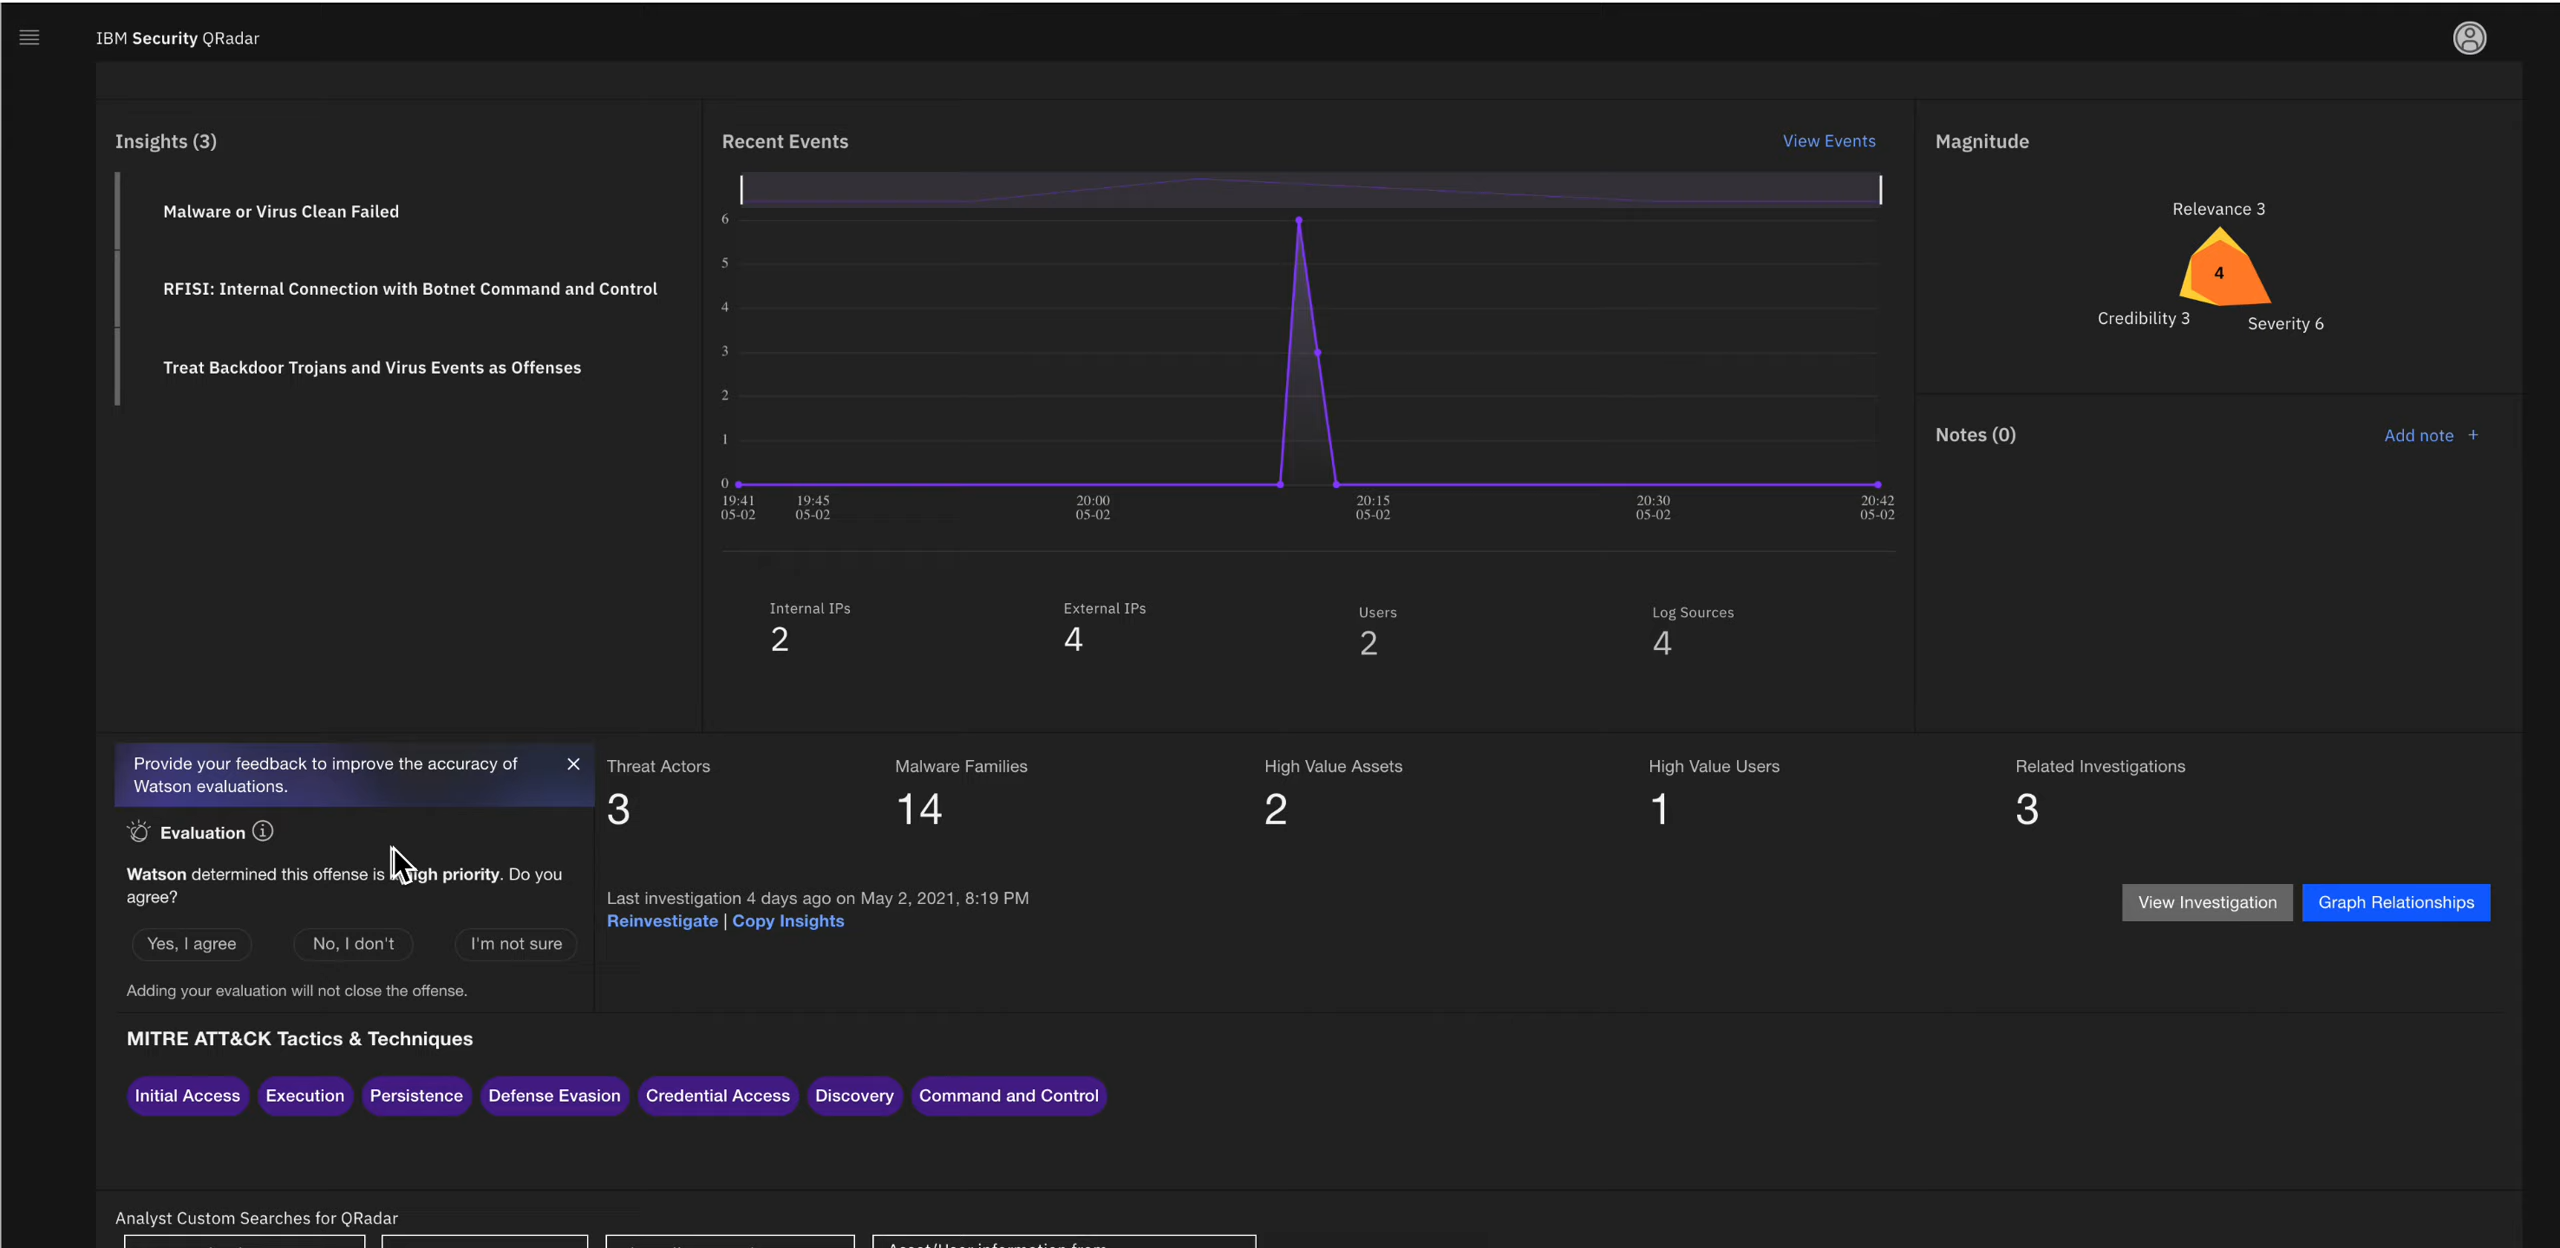 IBM Security QRadar
Insights (3)
Malware or Virus Clean Failed
RFISI: Internal Connection with Botnet Command and Control
Treat Backdoor Trojans and Virus Events as Offenses
Recent Events
View Events
6
5
4
3
2
1
0
19:41 19:45 20:00 20:15 20:30 20:42
05-02 05-02 05-02 05-02 05-02 05-02
Internal IPs External IPs Users Log Sources
2 4 2 4
Magnitude
Relevance 3
4
Credibility 3
Severity 6
Notes (0)
Add note +
Provide your feedback to improve the accuracy of
Watson evaluations.
Evaluation
Watson determined this offense is high priority. Do you
agree?
Yes, I agree No, I don't I'm not sure
Adding your evaluation will not close the offense.
Threat Actors Malware Families High Value Assets High Value Users Related Investigations
3 14 2 1 3
Last investigation 4 days ago on May 2, 2021, 8:19 PM
Reinvestigate | Copy Insights
View Investigation Graph Relationships
MITRE ATT&CK Tactics & Techniques
Initial Access Execution Persistence Defense Evasion Credential Access Discovery Command and Control
Analyst Custom Searches for QRadar
Asset/User information from